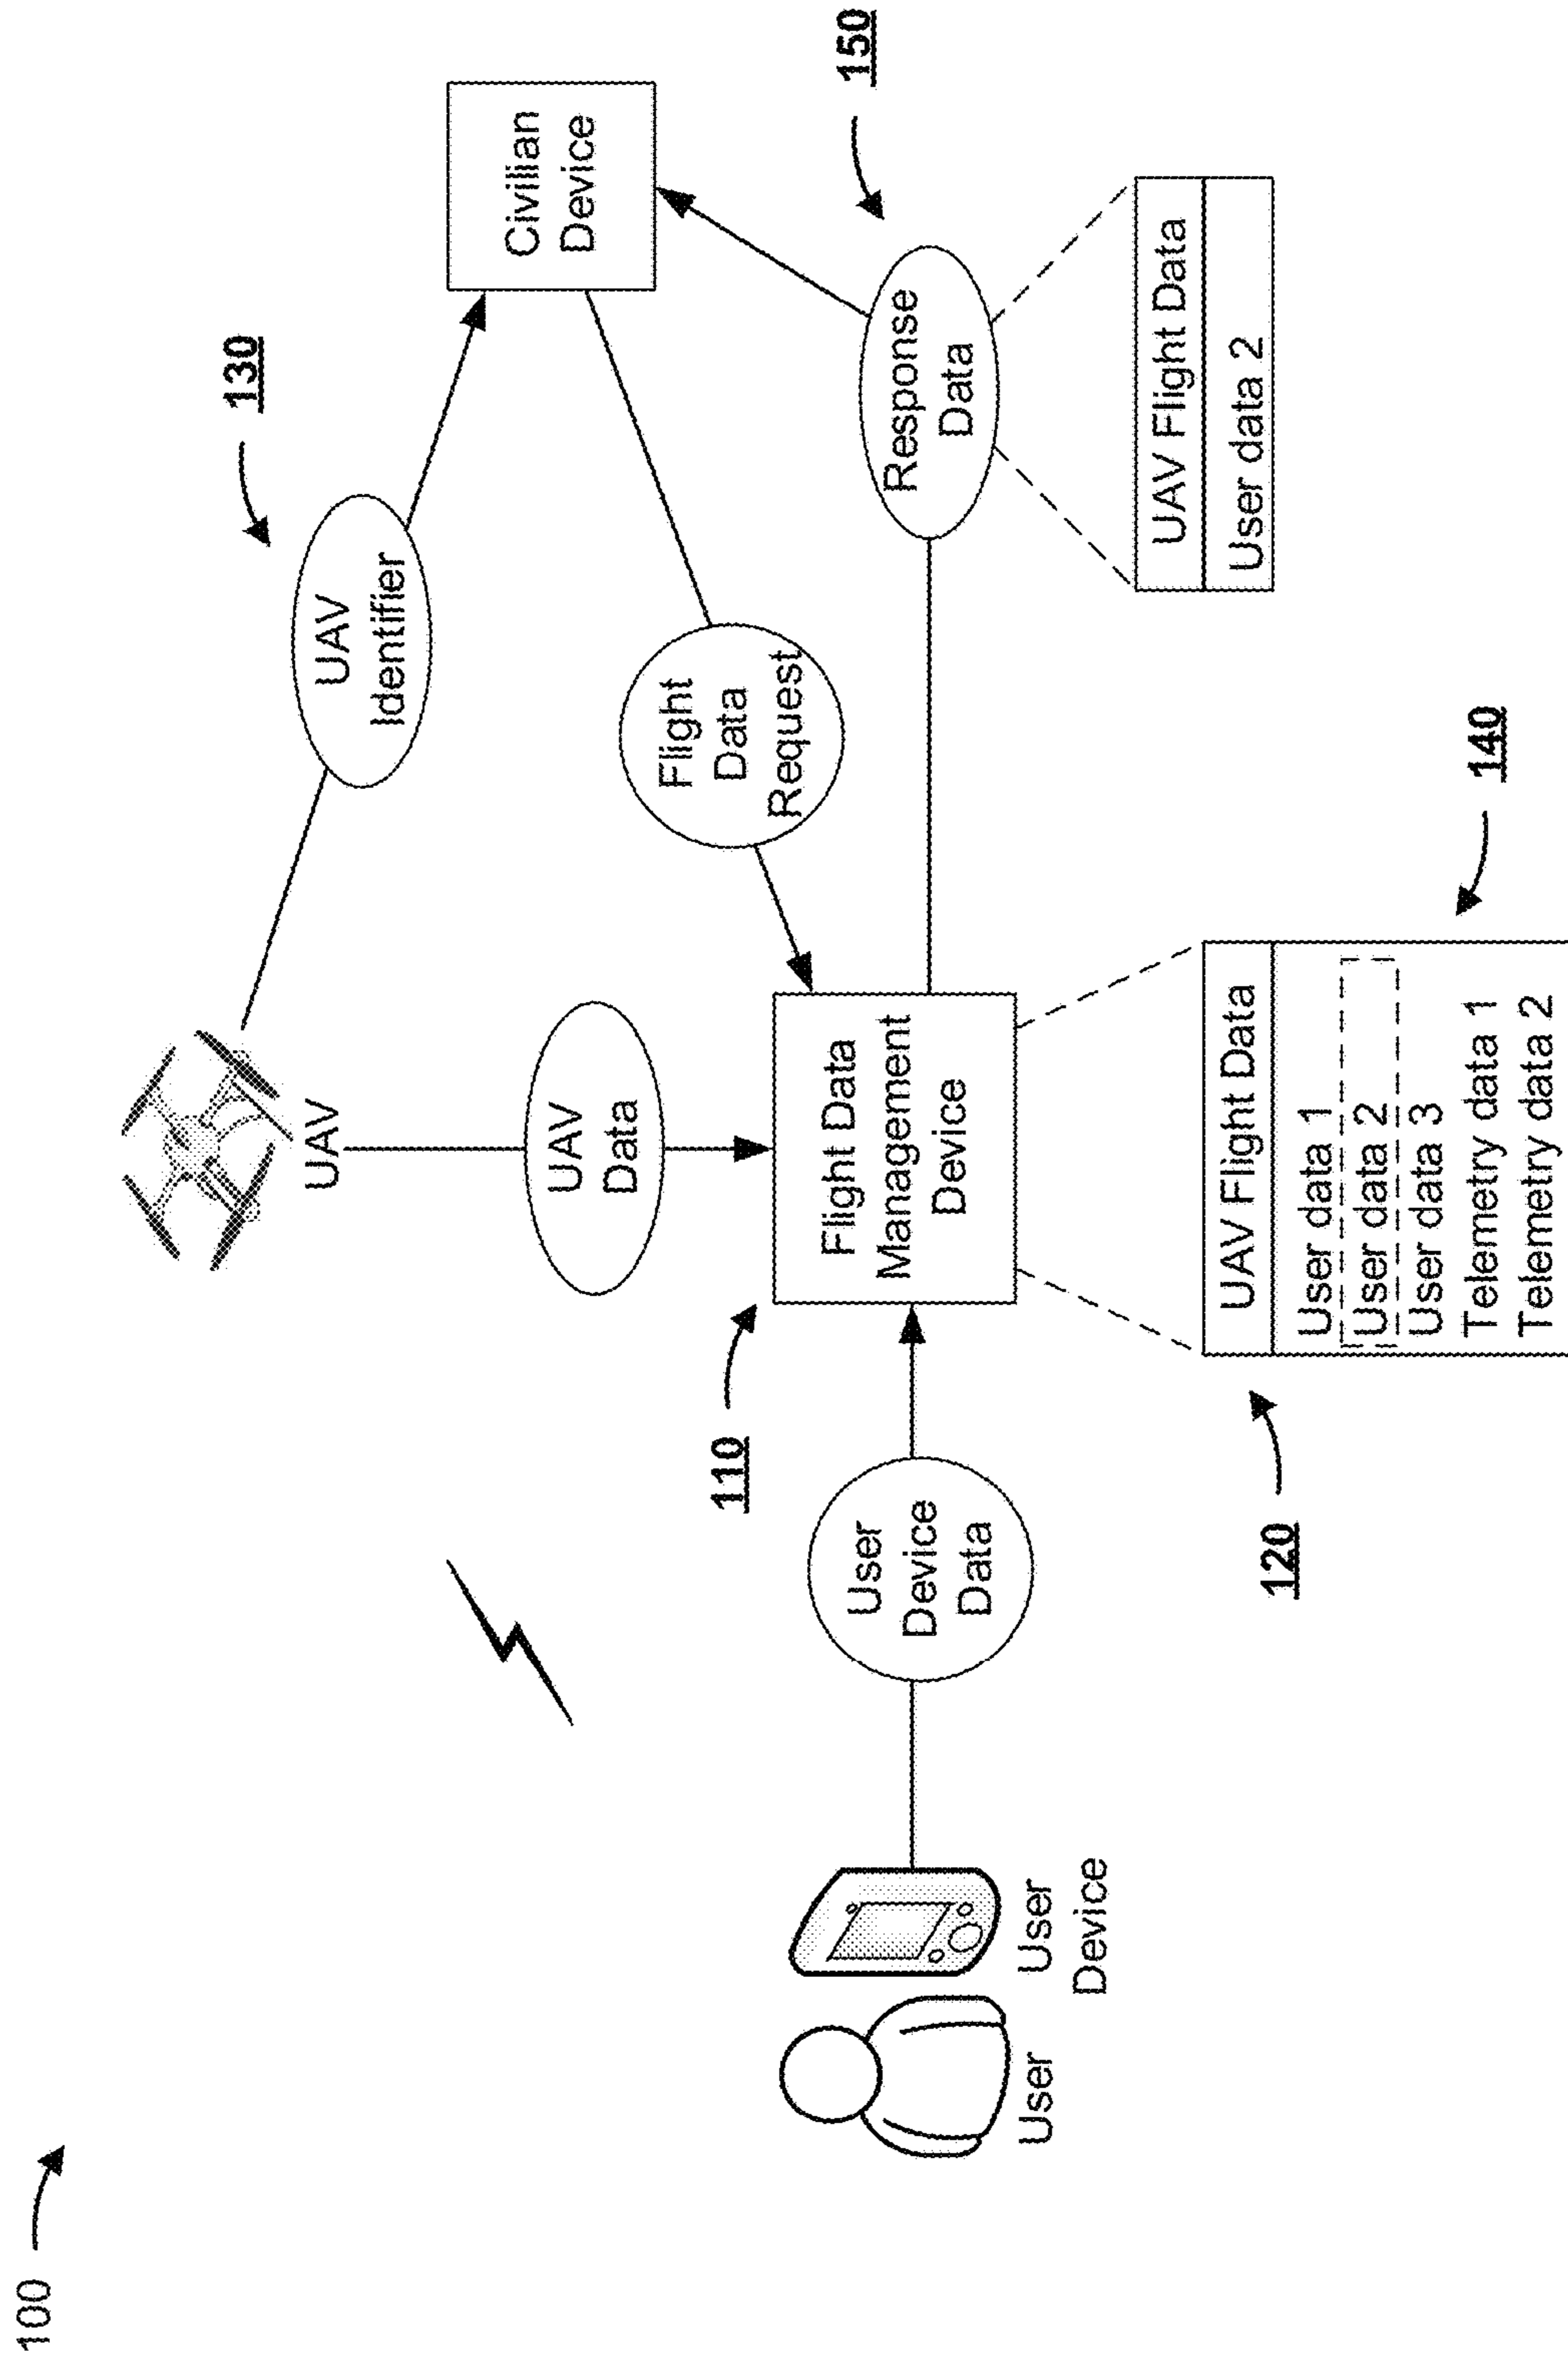 100
UAV
130
UAV
Identifier
Civilian
Device
UAV
Data
Flight
Data
Request
150
110
User
Device
Data
Flight Data
Management
Device
Response
Data
User
User
Device
120
UAV Flight Data
User data 1
User data 2
User data 3
Telemetry data 1
Telemetry data 2
140
UAV Flight Data
User data 2